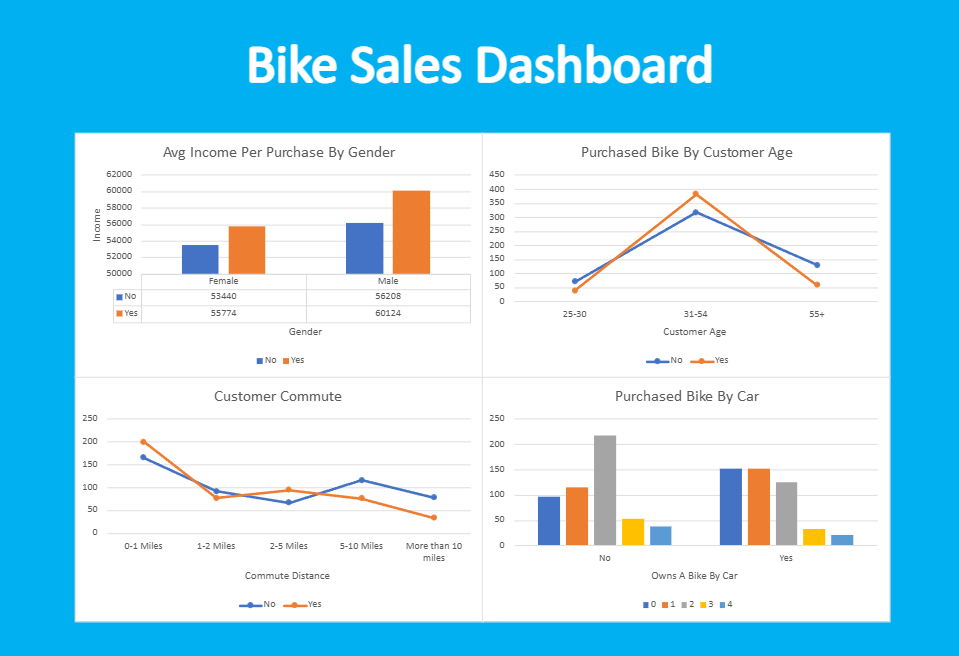 Bike Sales Dashboard
Avg Income Per Purchase By Gender
62000
60000
58000
56000
54000
52000
50000
Income
Female Male
No 53440 56208
Yes 55774 60124
Gender
No Yes
Purchased Bike By Customer Age
450
400
350
300
250
200
150
100
50
0
25-30 31-54 55+
Customer Age
No Yes
Customer Commute
250
200
150
100
50
0
0-1 Miles 1-2 Miles 2-5 Miles 5-10 Miles More than 10
miles
Commute Distance
No Yes
Purchased Bike By Car
250
200
150
100
50
0
No Yes
Owns A Bike By Car
0 1 2 3 4